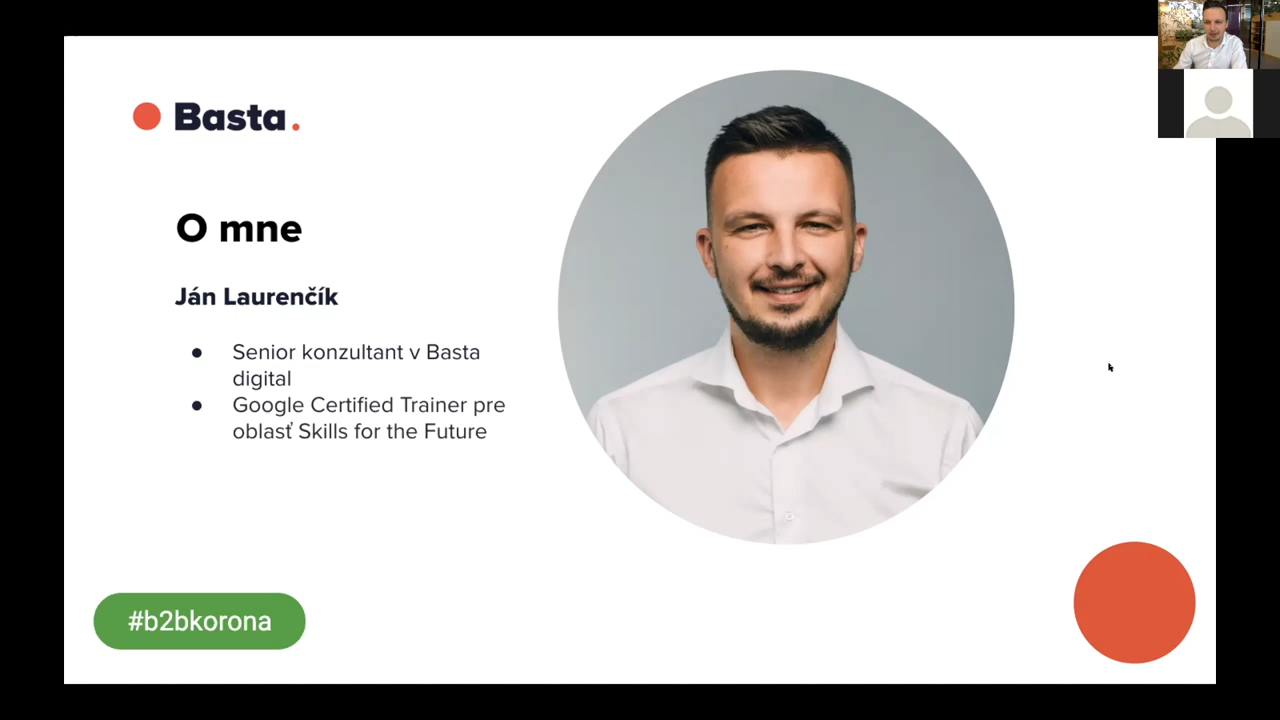 Basta.
O mne
Ján Laurenčík
● Senior konzultant v Basta
digital
● Google Certified Trainer pre
oblasť Skills for the Future
#b2bkorona